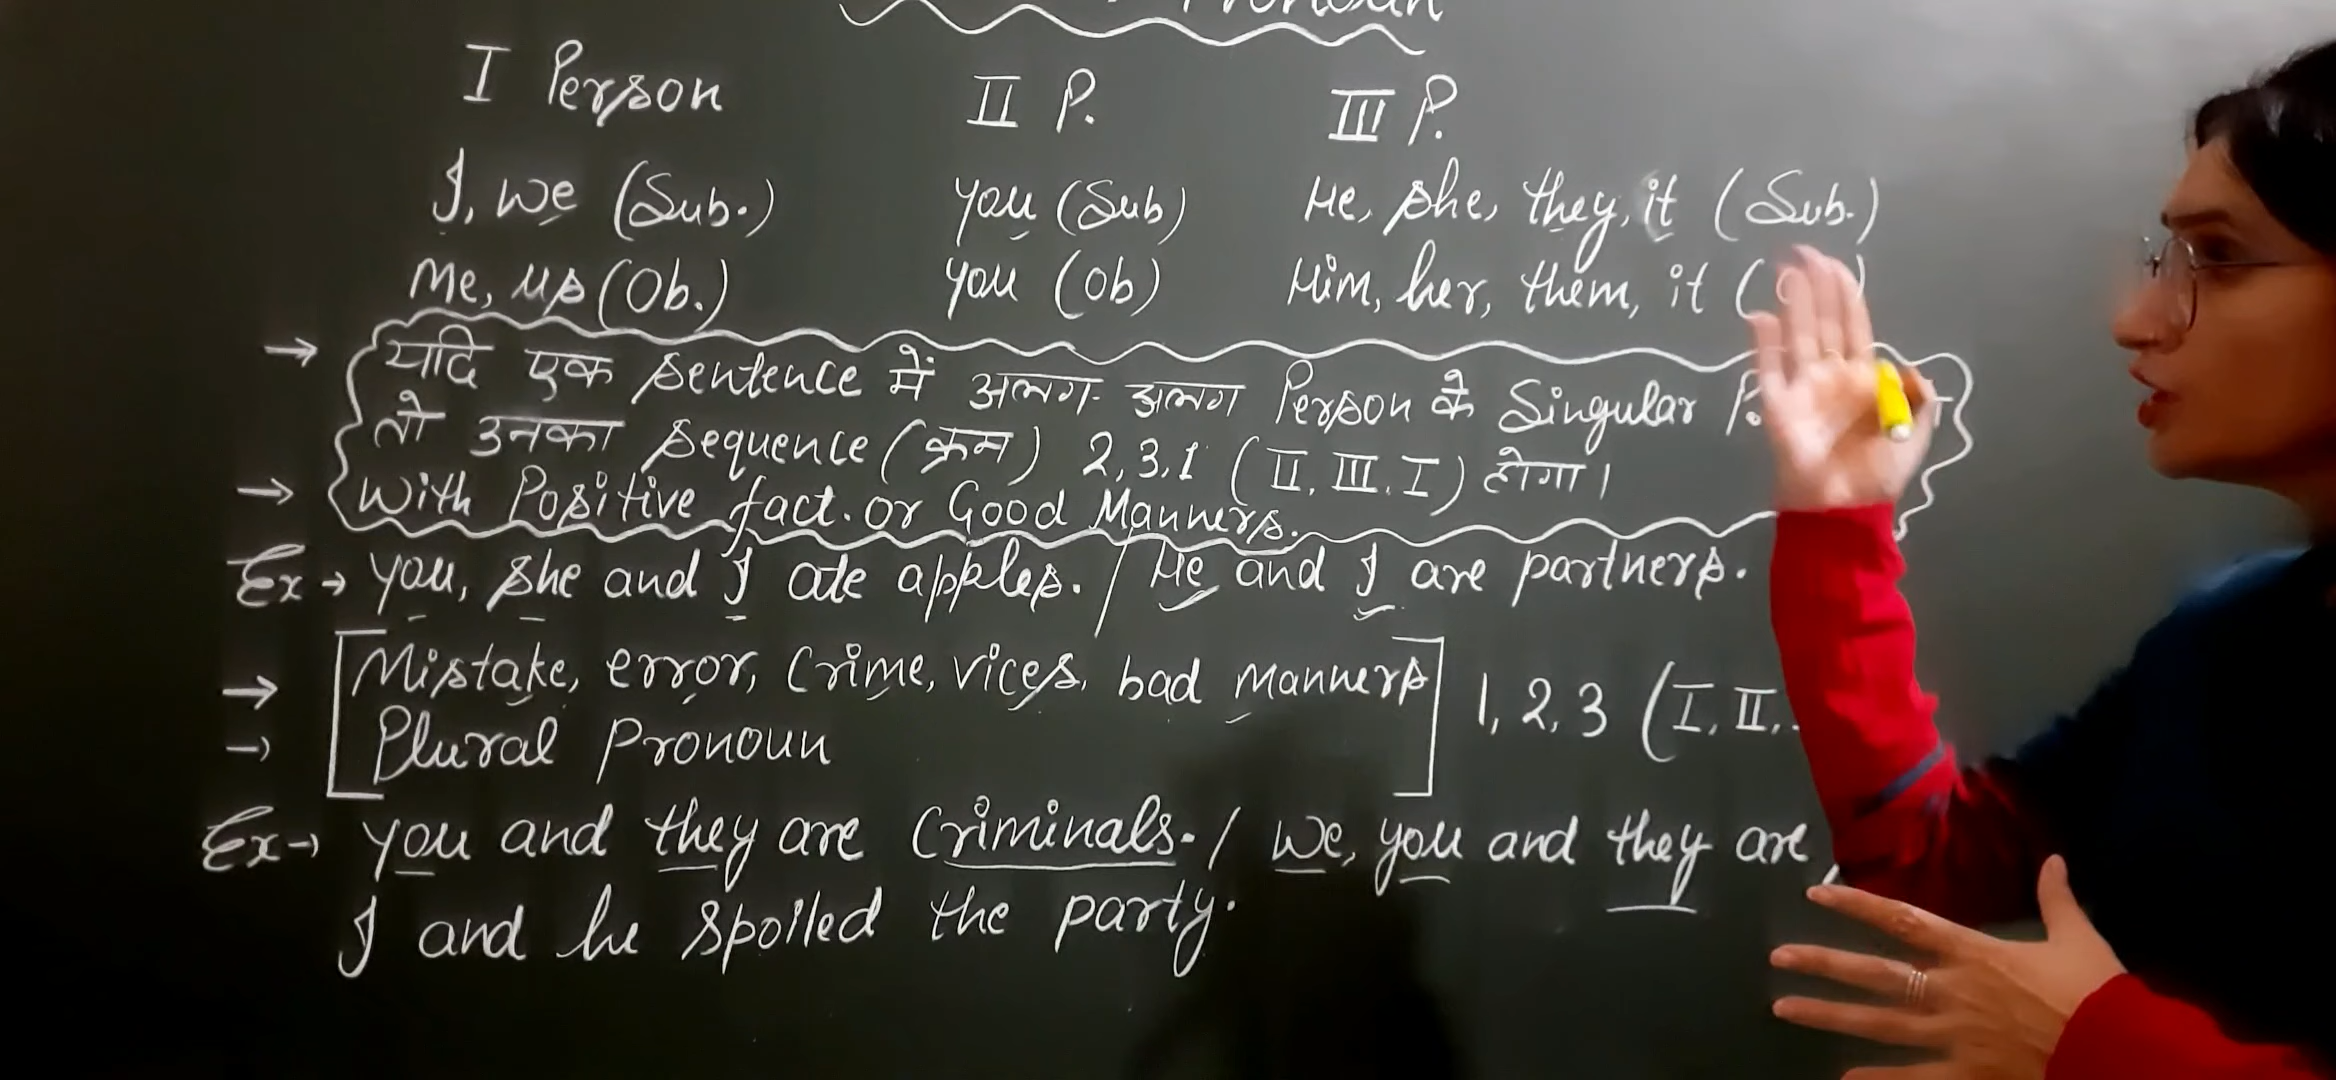 Pronoun
I Person II P. III P.
I, we (Sub.) you (Sub) He, she, they, it (Sub.)
Me, us (Ob.) you (Ob) Him, her, them, it (
→ यदि एक sentence में अलग-अलग Person के Singular P
तो उनका sequence (क्रम) 2,3,1 (II, III, I) होगा।
→ With Positive fact. or Good Manners.
Ex → you, she and I ate apples. / He and I are partners.
→ Mistake, error, Crime, vices, bad manners 1, 2, 3 (I, II,
→ Plural Pronoun
Ex → you and they are Criminals. / we, you and they are
I and he spoiled the party.